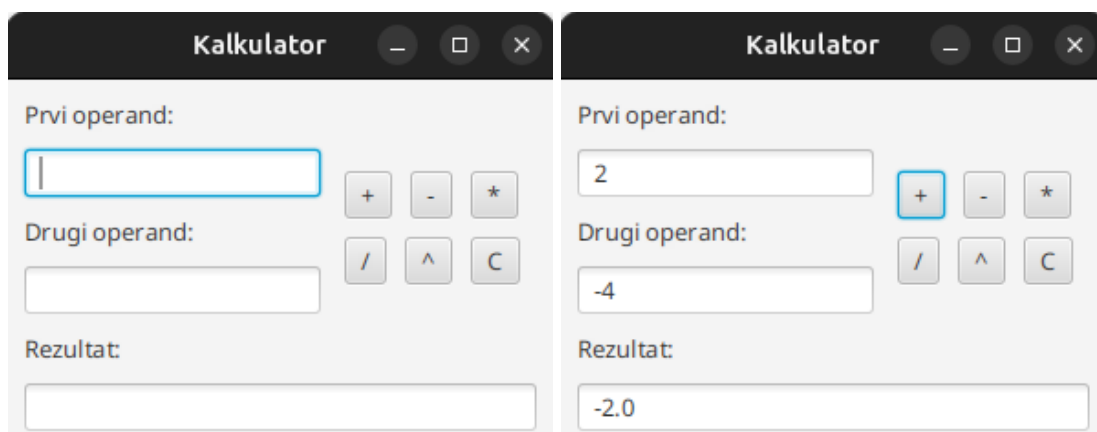 Kalkulator
Prvi operand:
+ - *
Drugi operand:
/ ^ C
Rezultat:
Kalkulator
Prvi operand:
2
+ - *
Drugi operand:
/ ^ C
-4
Rezultat:
-2.0